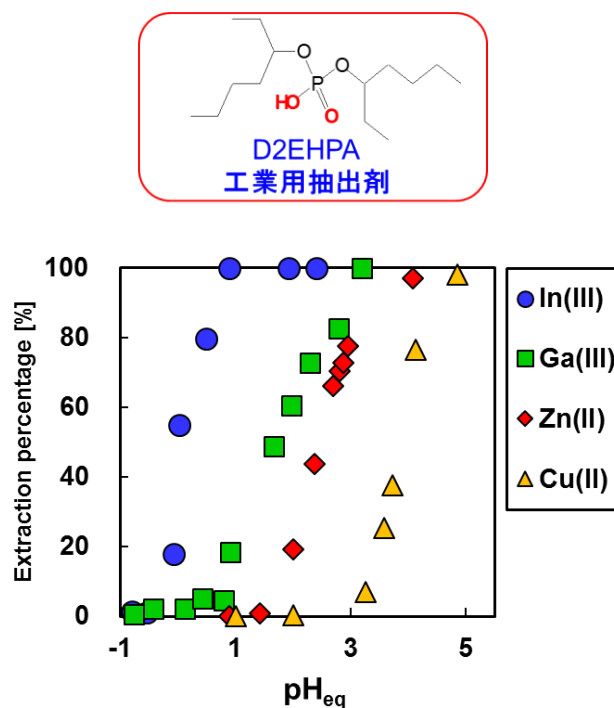 O
O
P
HO
O
D2EHPA
工業用抽出剤
Extraction percentage [%]
100
80
60
40
20
0
-1
1
3
5
pHeq
In(III)
Ga(III)
Zn(II)
Cu(II)